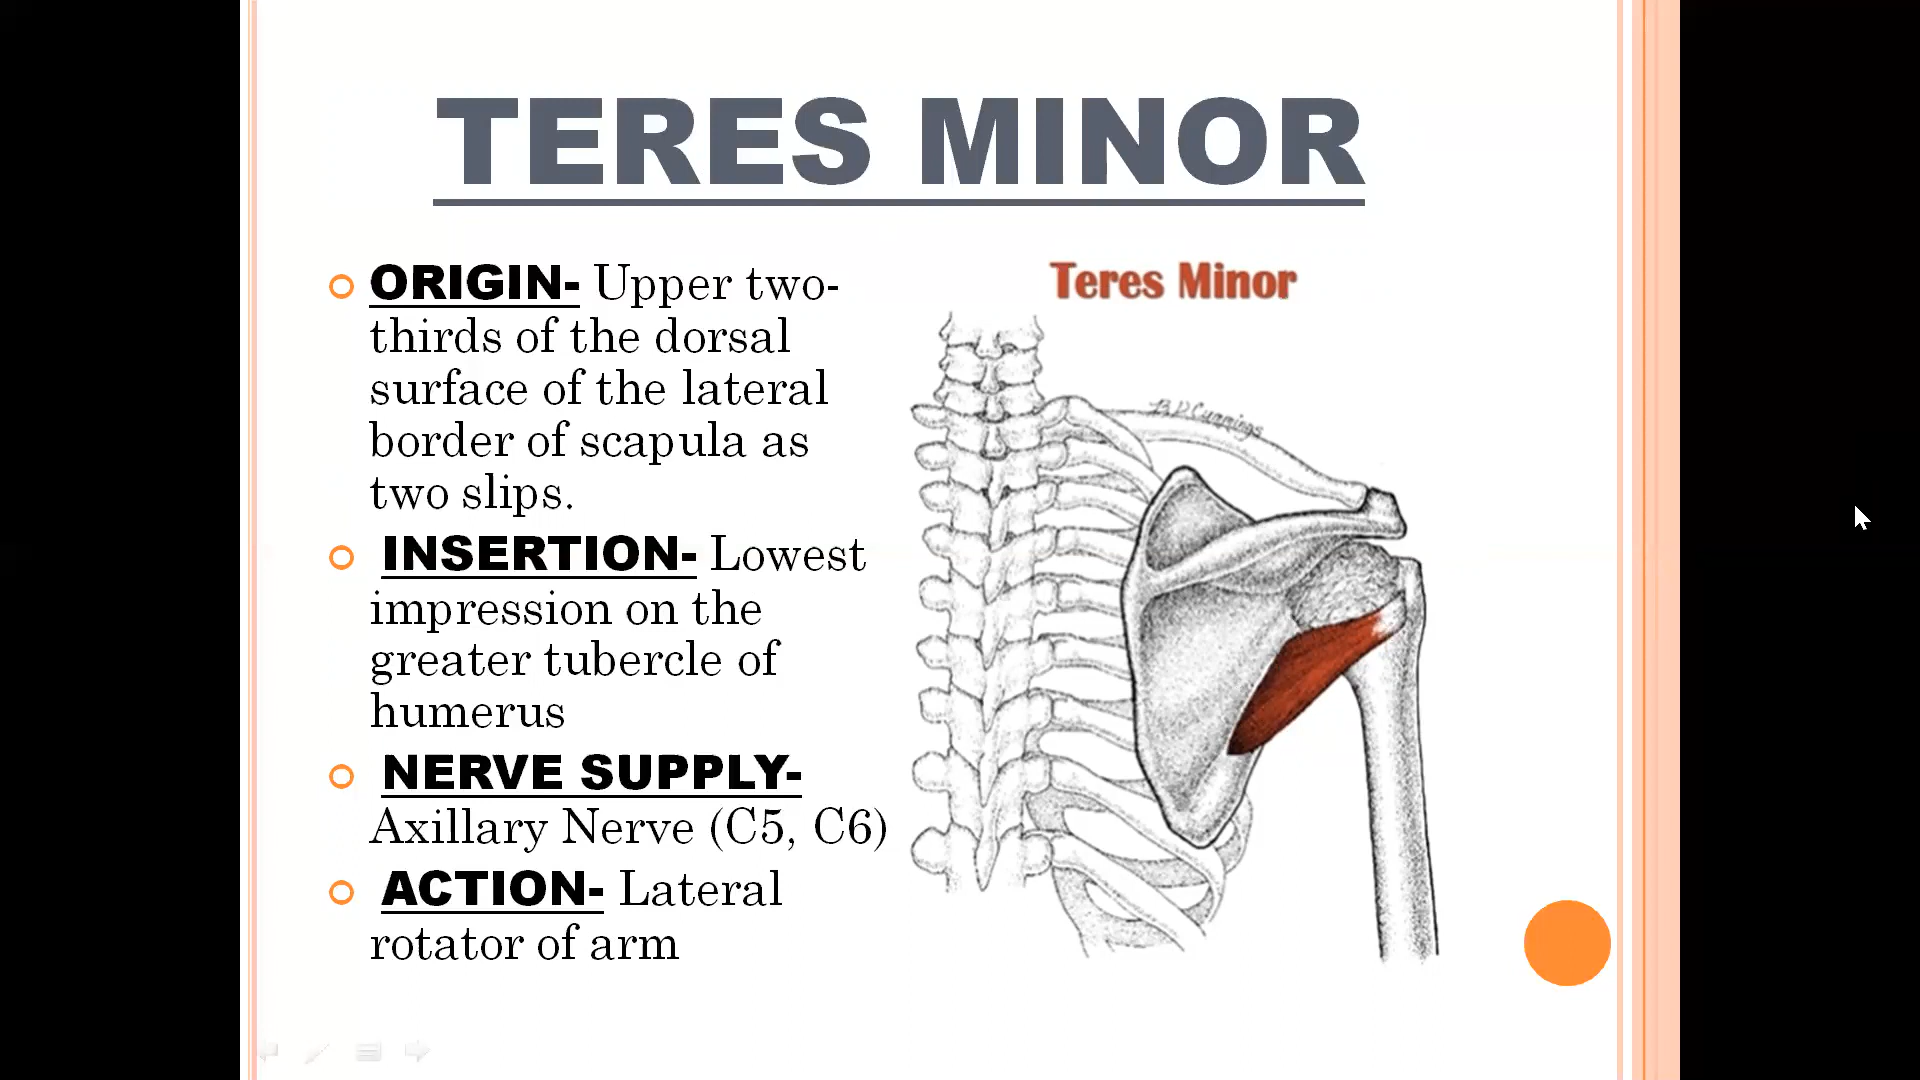 TERES MINOR
ORIGIN- Upper two-
thirds of the dorsal
surface of the lateral
border of scapula as
two slips.
INSERTION- Lowest
impression on the
greater tubercle of
humerus
NERVE SUPPLY-
Axillary Nerve (C5, C6)
ACTION- Lateral
rotator of arm
Teres Minor
B.D.Cummings